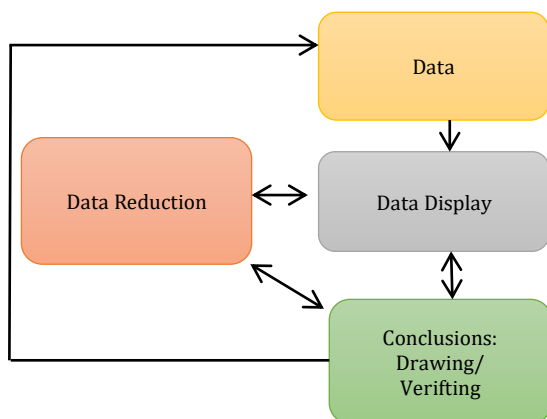 Data
Data Reduction
Data Display
Conclusions:
Drawing/
Verifting